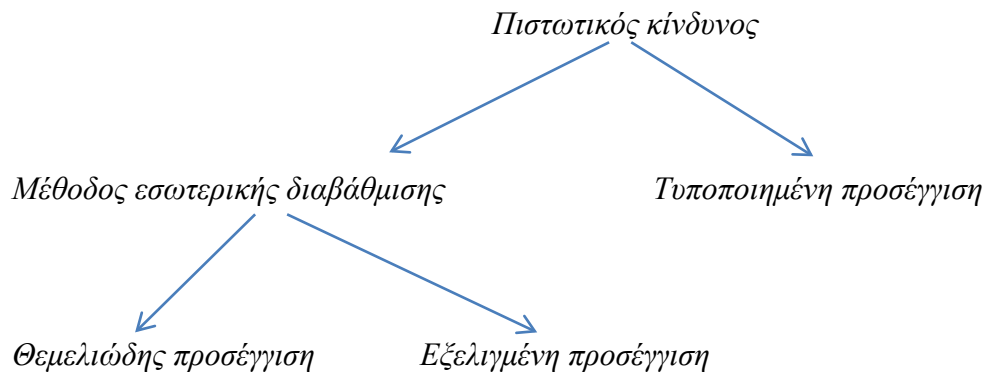 Πιστωτικός κίνδυνος
Μέθοδος εσωτερικής διαβάθμισης
Τυποποιημένη προσέγγιση
Θεμελιώδης προσέγγιση
Εξελιγμένη προσέγγιση